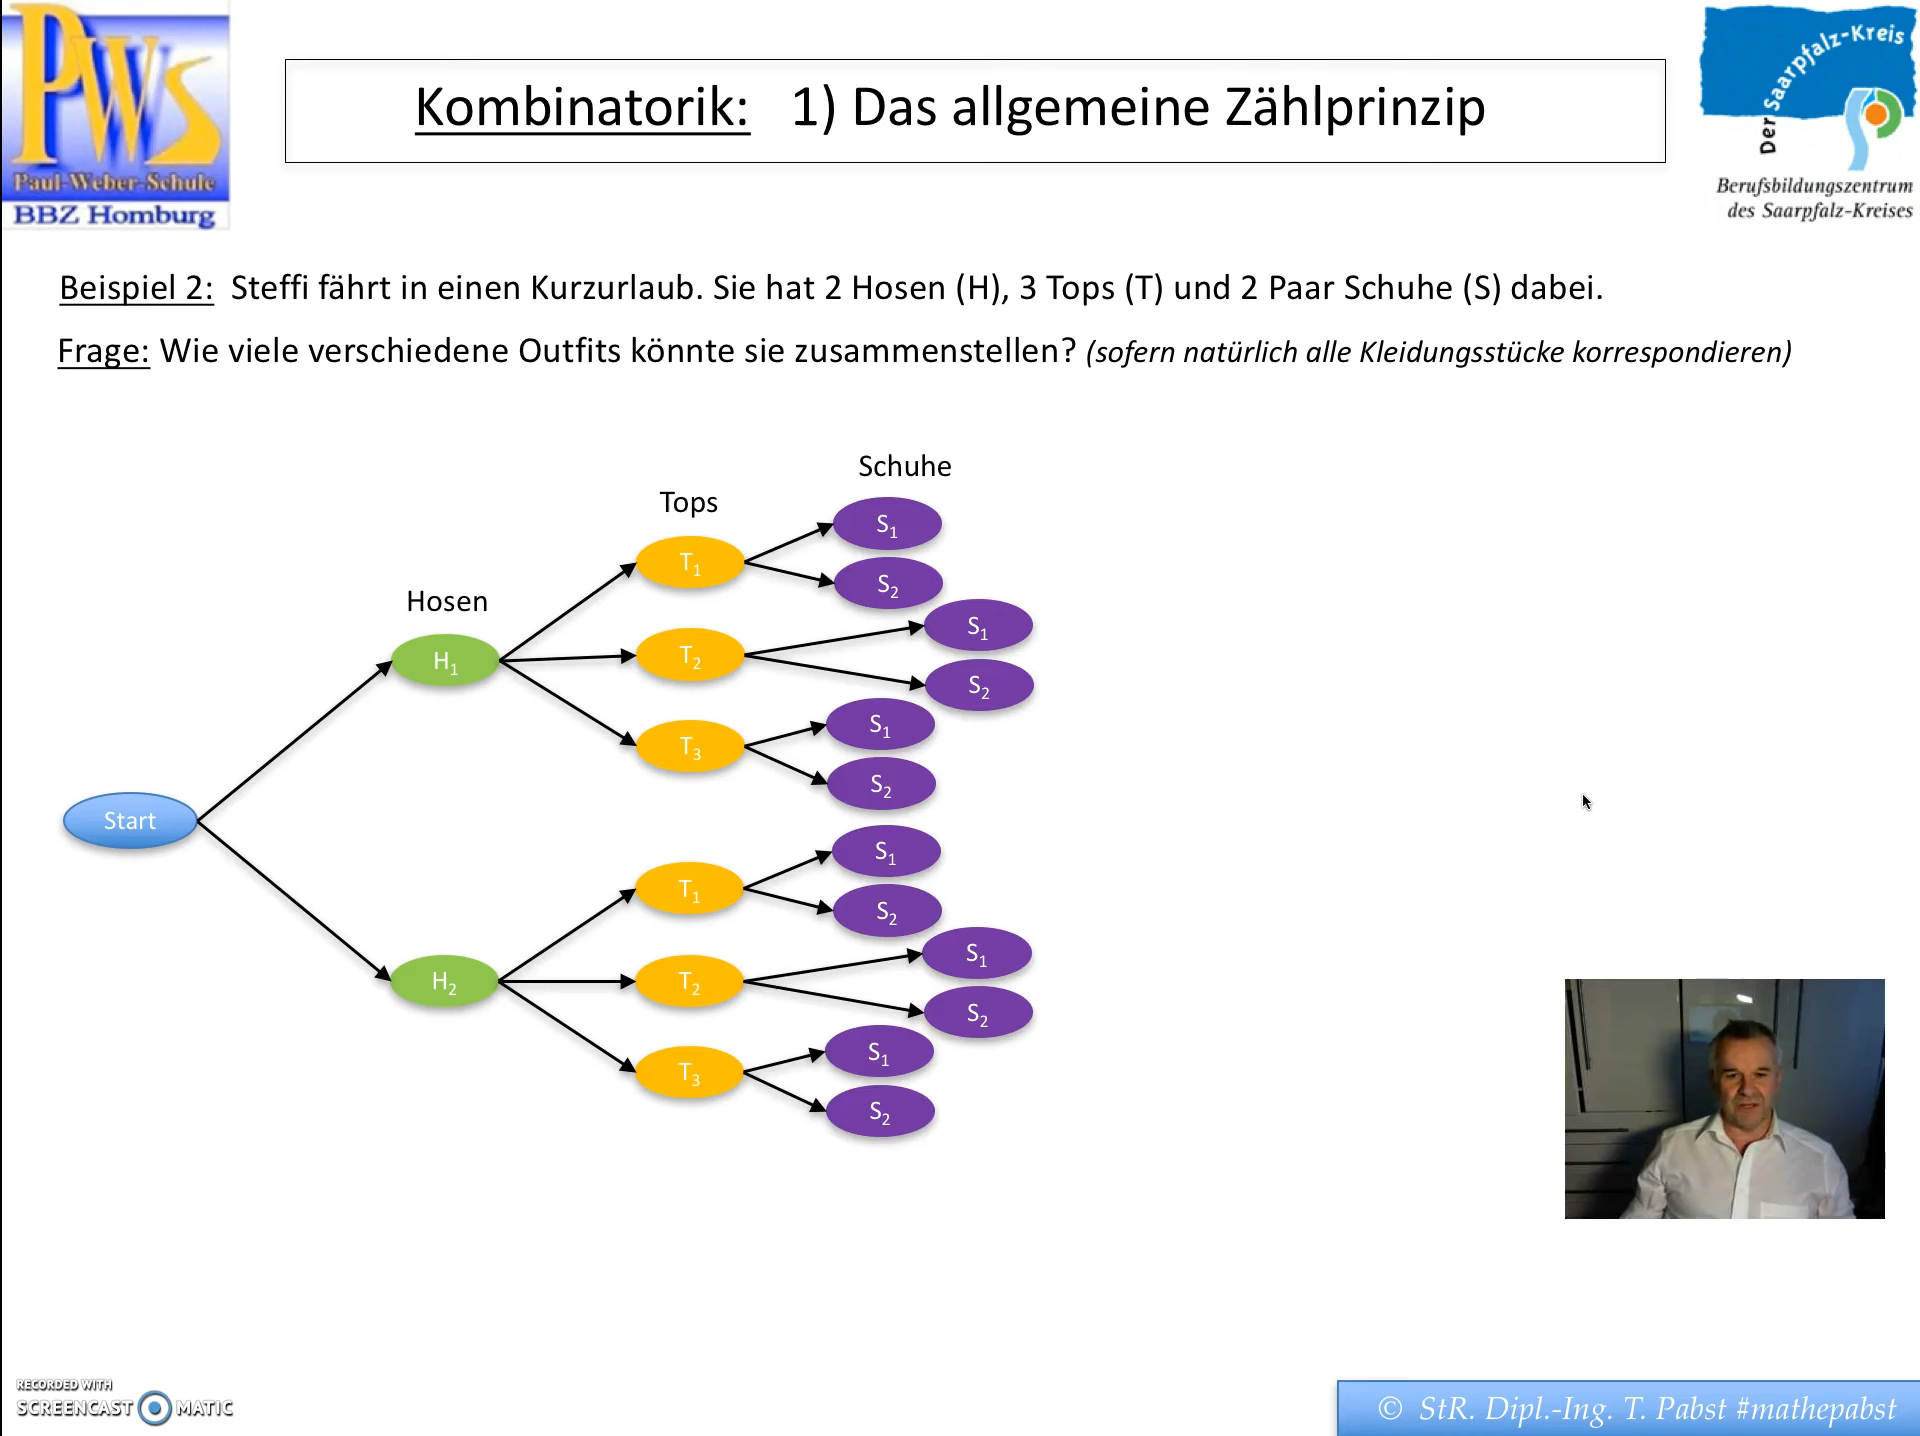 PWS
Paul-Weber-Schule
BBZ Homburg
Kombinatorik: 1) Das allgemeine Zählprinzip
Der Saarpfalz-Kreis
Berufsbildungszentrum
des Saarpfalz-Kreises
Beispiel 2: Steffi fährt in einen Kurzurlaub. Sie hat 2 Hosen (H), 3 Tops (T) und 2 Paar Schuhe (S) dabei.
Frage: Wie viele verschiedene Outfits könnte sie zusammenstellen? (sofern natürlich alle Kleidungsstücke korrespondieren)
Schuhe
Tops
Hosen
Start
H₁
T₁
S₁
S₂
T₂
S₁
S₂
T₃
S₁
S₂
H₂
T₁
S₁
S₂
T₂
S₁
S₂
T₃
S₁
S₂
RECORDED WITH
SCREENCAST MATIC
© StR. Dipl.-Ing. T. Pabst #mathepabst